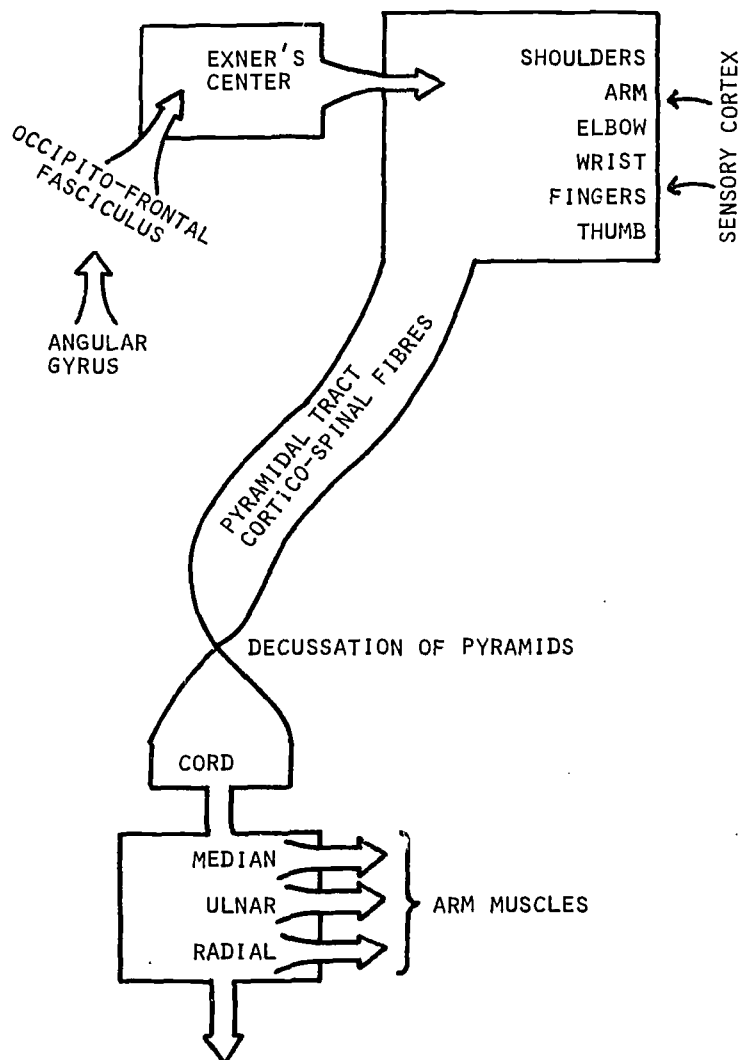 EXNER'S
CENTER
SHOULDERS
ARM
ELBOW
WRIST
FINGERS
THUMB
SENSORY CORTEX
OCCIPITO-FRONTAL
FASCICULUS
ANGULAR
GYRUS
PYRAMIDAL TRACT
CORTiCO-SPINAL FIBRES
DECUSSATION OF PYRAMIDS
CORD
MEDIAN
ULNAR
RADIAL
ARM MUSCLES